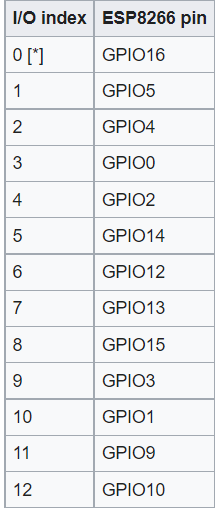 I/O index ESP8266 pin
0 [*] GPIO16
1 GPIO5
2 GPIO4
3 GPIO0
4 GPIO2
5 GPIO14
6 GPIO12
7 GPIO13
8 GPIO15
9 GPIO3
10 GPIO1
11 GPIO9
12 GPIO10